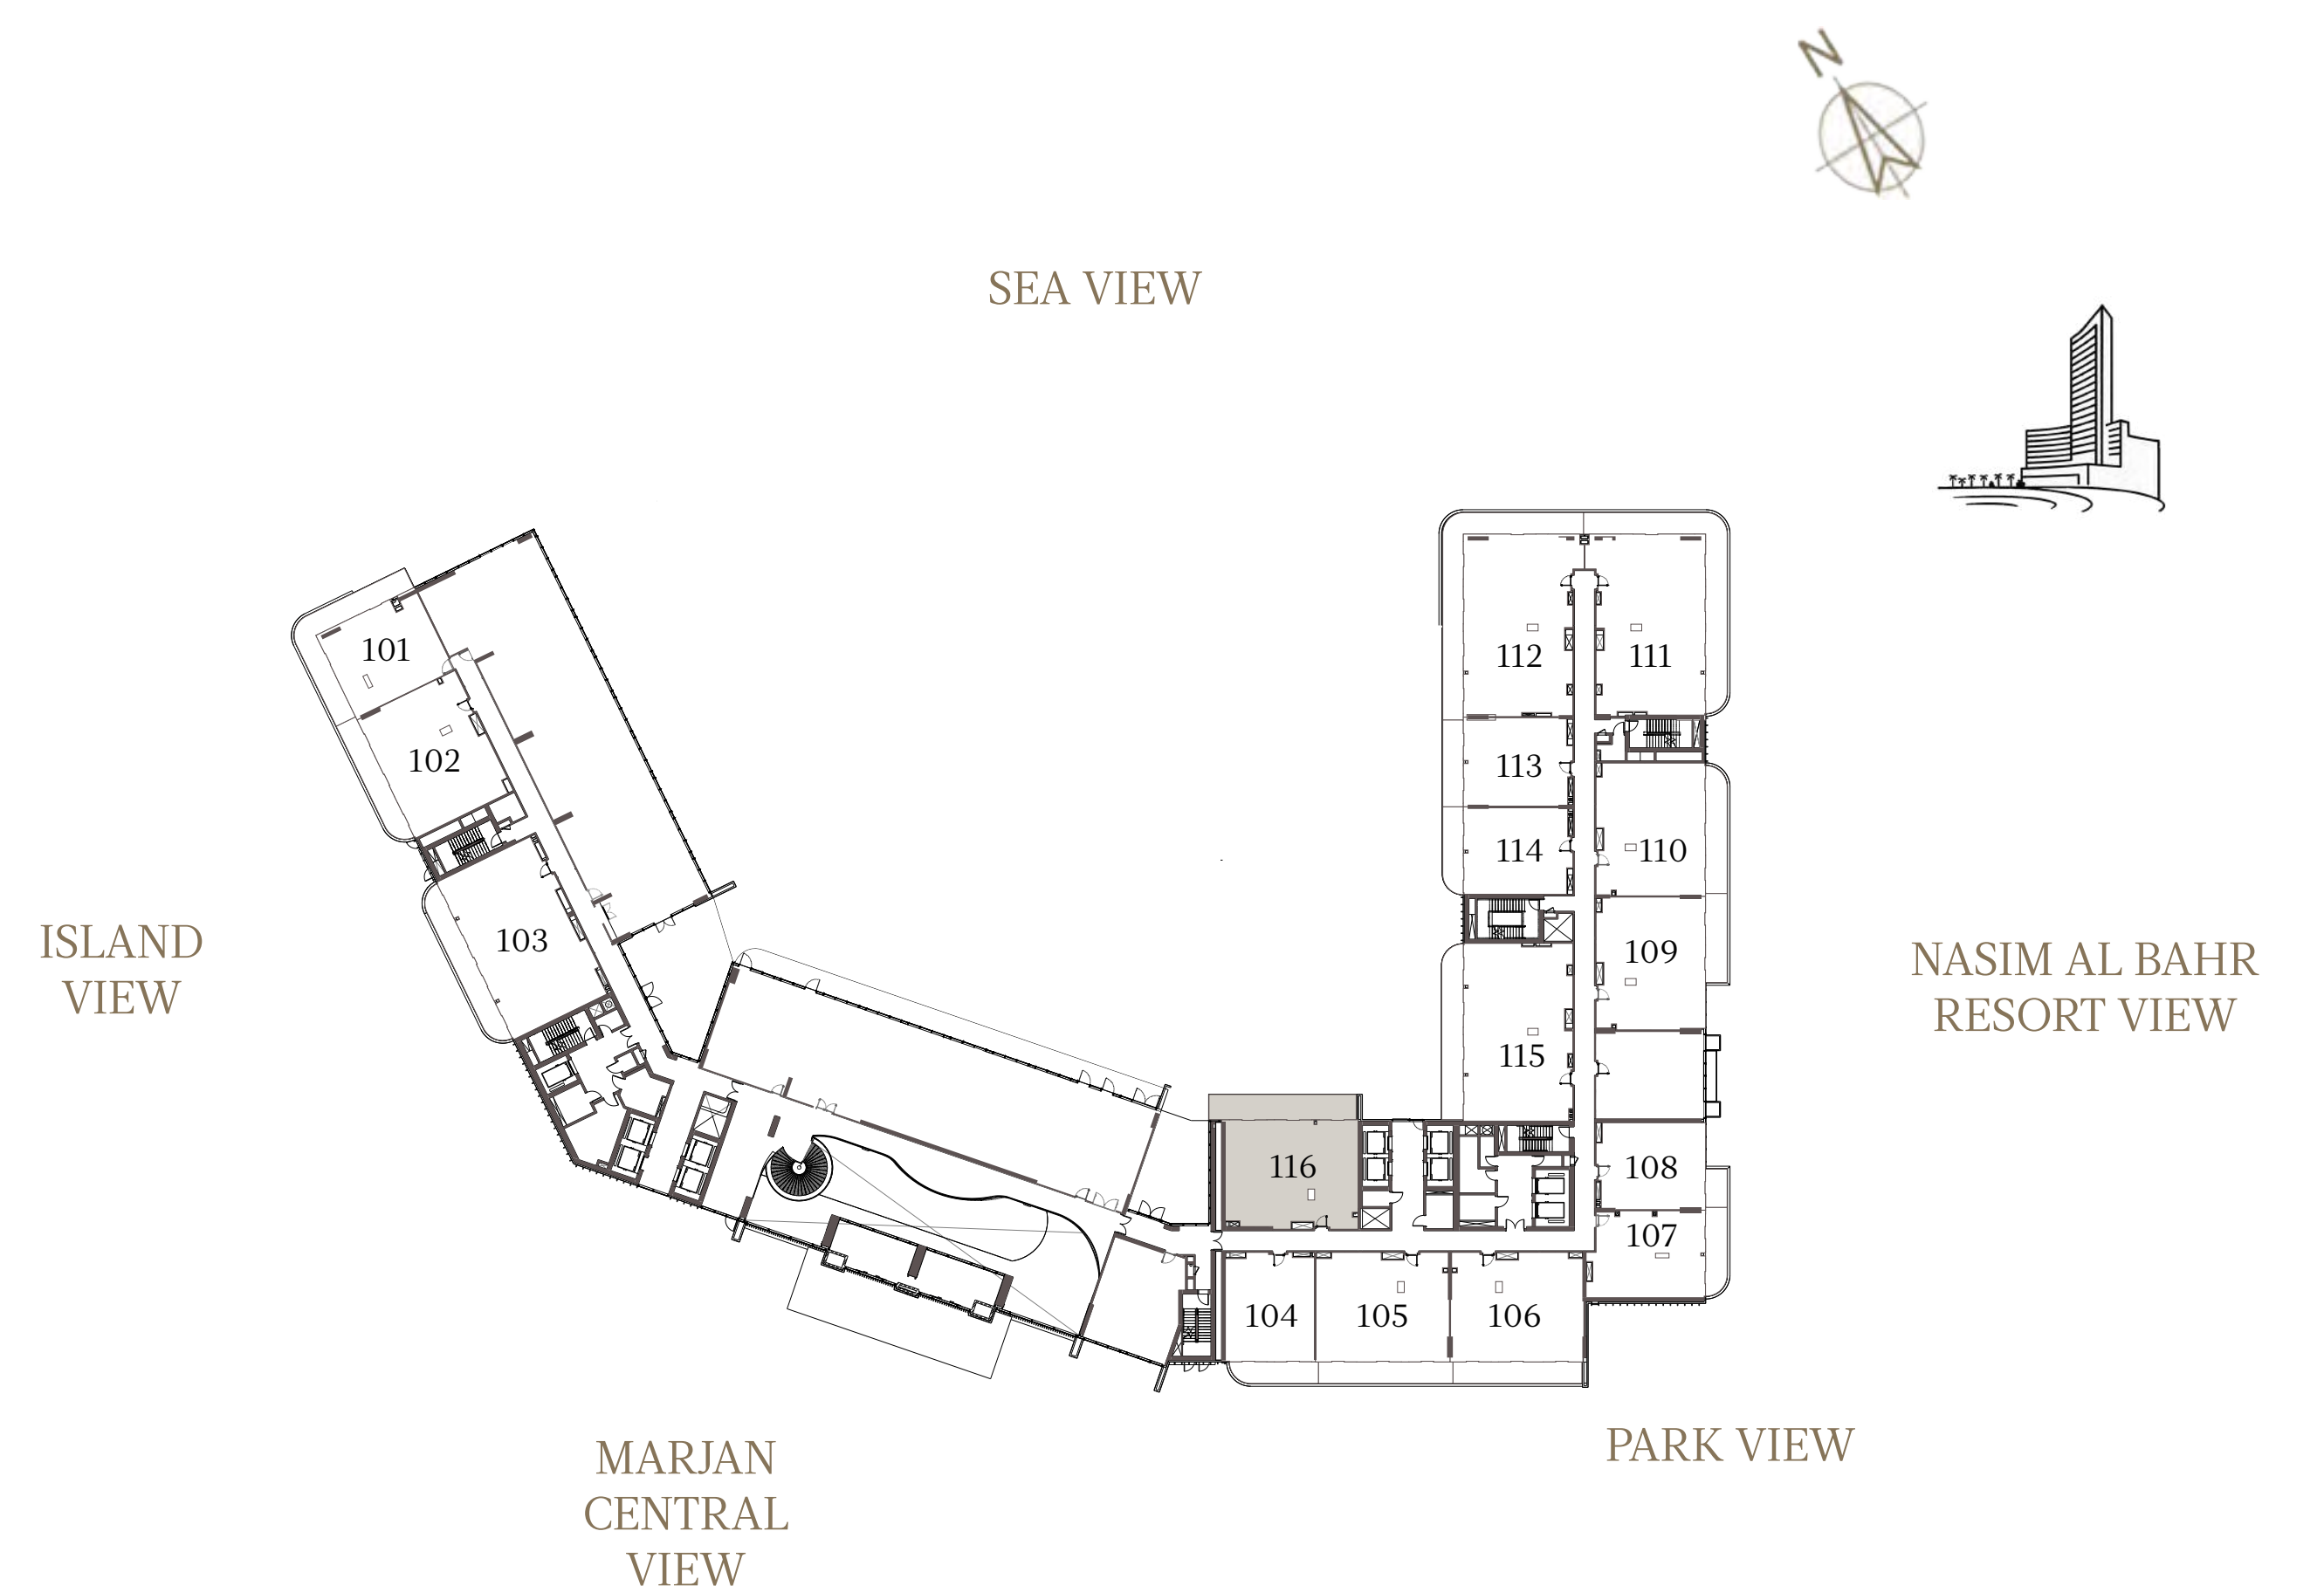 N
SEA VIEW
101
102
103
112
111
113
114
110
109
115
116
108
107
104
105
106
ISLAND
VIEW
NASIM AL BAHR
RESORT VIEW
PARK VIEW
MARJAN
CENTRAL
VIEW